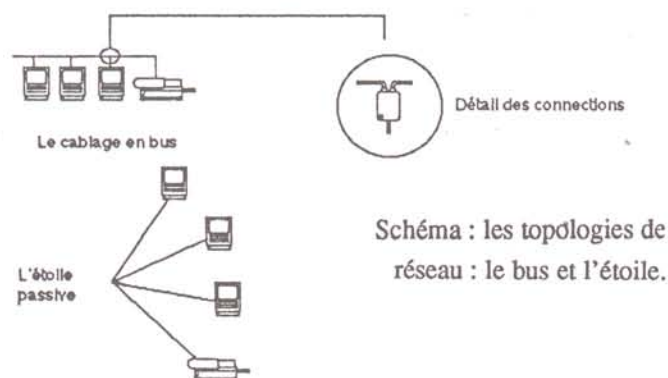 Détail des connections
Le cablage en bus
L'étoile
passive
Schéma : les topologies de
réseau : le bus et l'étoile.